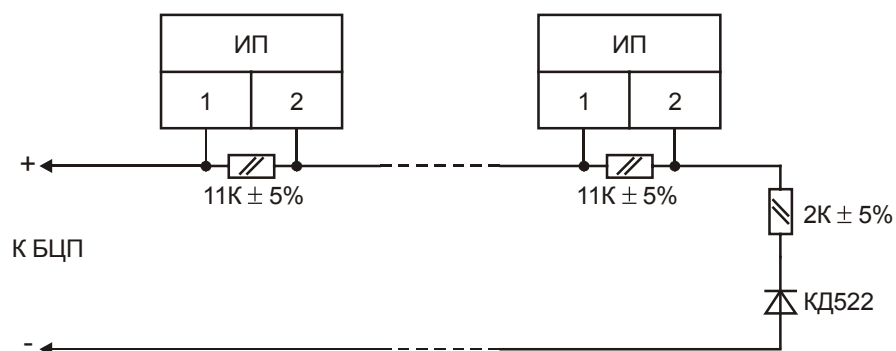 ИП
ИП
1
2
1
2
+
11К ± 5%
11К ± 5%
2К ± 5%
К БЦП
КД522
-